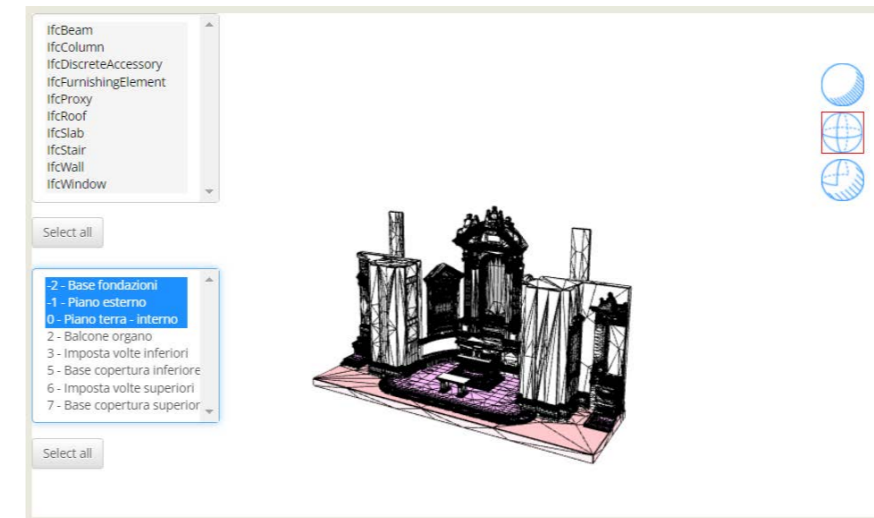 IfcBeam
IfcColumn
IfcDiscreteAccessory
IfcFurnishingElement
IfcProxy
IfcRoof
IfcSlab
IfcStair
IfcWall
IfcWindow
Select all
-2 - Base fondazioni
-1 - Piano esterno
0 - Piano terra - interno
2 - Balcone organo
3 - Imposta volte inferiori
5 - Base copertura inferiore
6 - Imposta volte superiori
7 - Base copertura superior
Select all